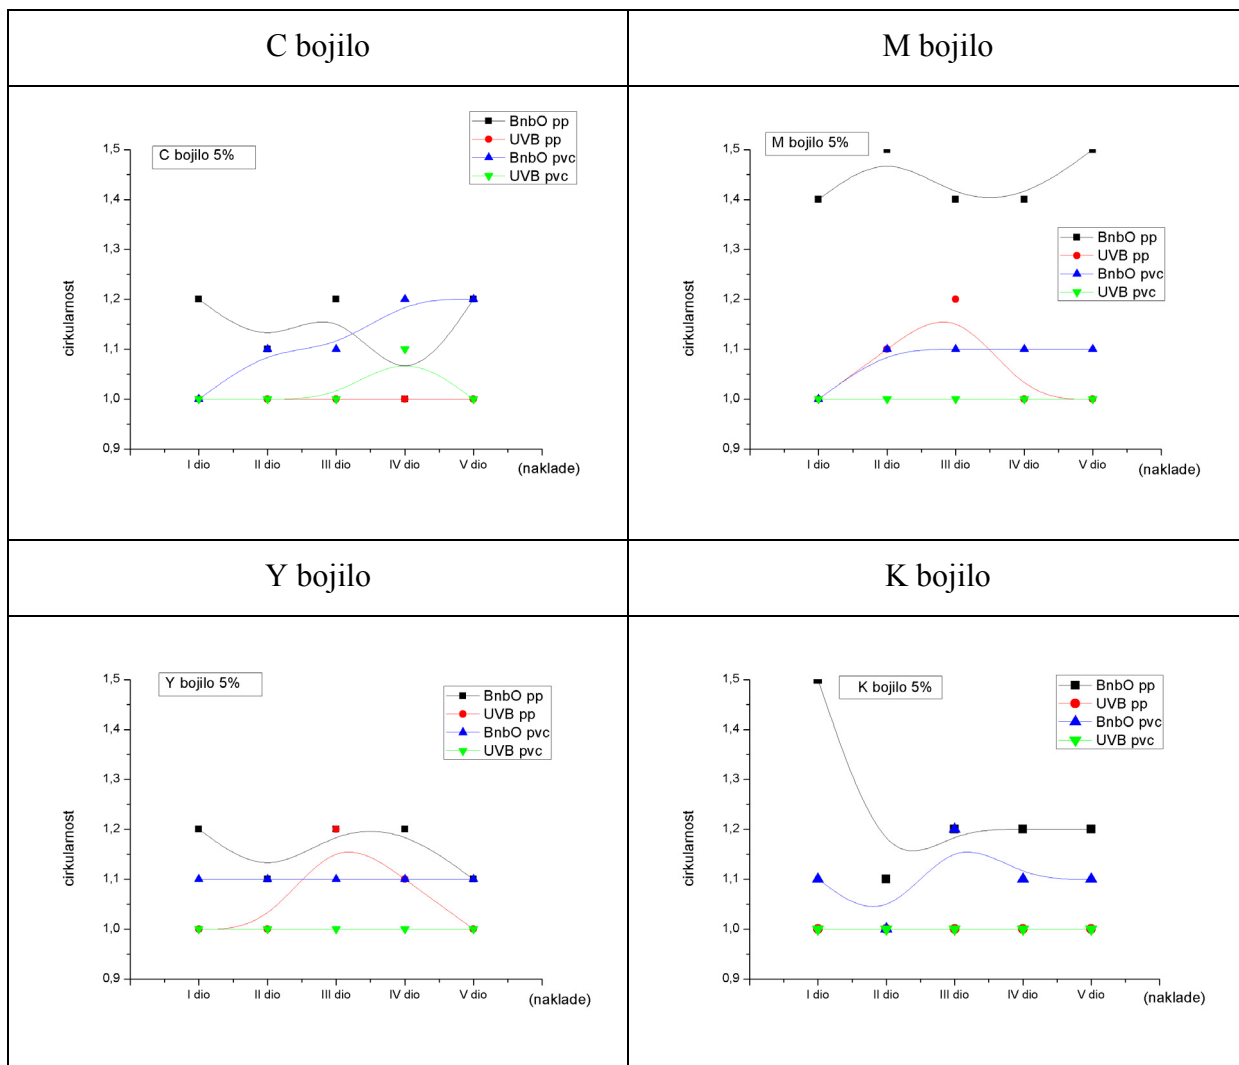 C bojilo
M bojilo
C bojilo 5%
BnbO pp
UVB pp
BnbO pvc
UVB pvc
cirkularnost
1,5
1,4
1,3
1,2
1,1
1,0
0,9
I dio
II dio
III dio
IV dio
V dio
(naklade)
M bojilo 5%
BnbO pp
UVB pp
BnbO pvc
UVB pvc
cirkularnost
1,5
1,4
1,3
1,2
1,1
1,0
0,9
I dio
II dio
III dio
IV dio
V dio
(naklade)
Y bojilo
K bojilo
Y bojilo 5%
BnbO pp
UVB pp
BnbO pvc
UVB pvc
cirkularnost
1,5
1,4
1,3
1,2
1,1
1,0
0,9
I dio
II dio
III dio
IV dio
V dio
(naklade)
K bojilo 5%
BnbO pp
UVB pp
BnbO pvc
UVB pvc
cirkularnost
1,5
1,4
1,3
1,2
1,1
1,0
0,9
I dio
II dio
III dio
IV dio
V dio
(naklade)